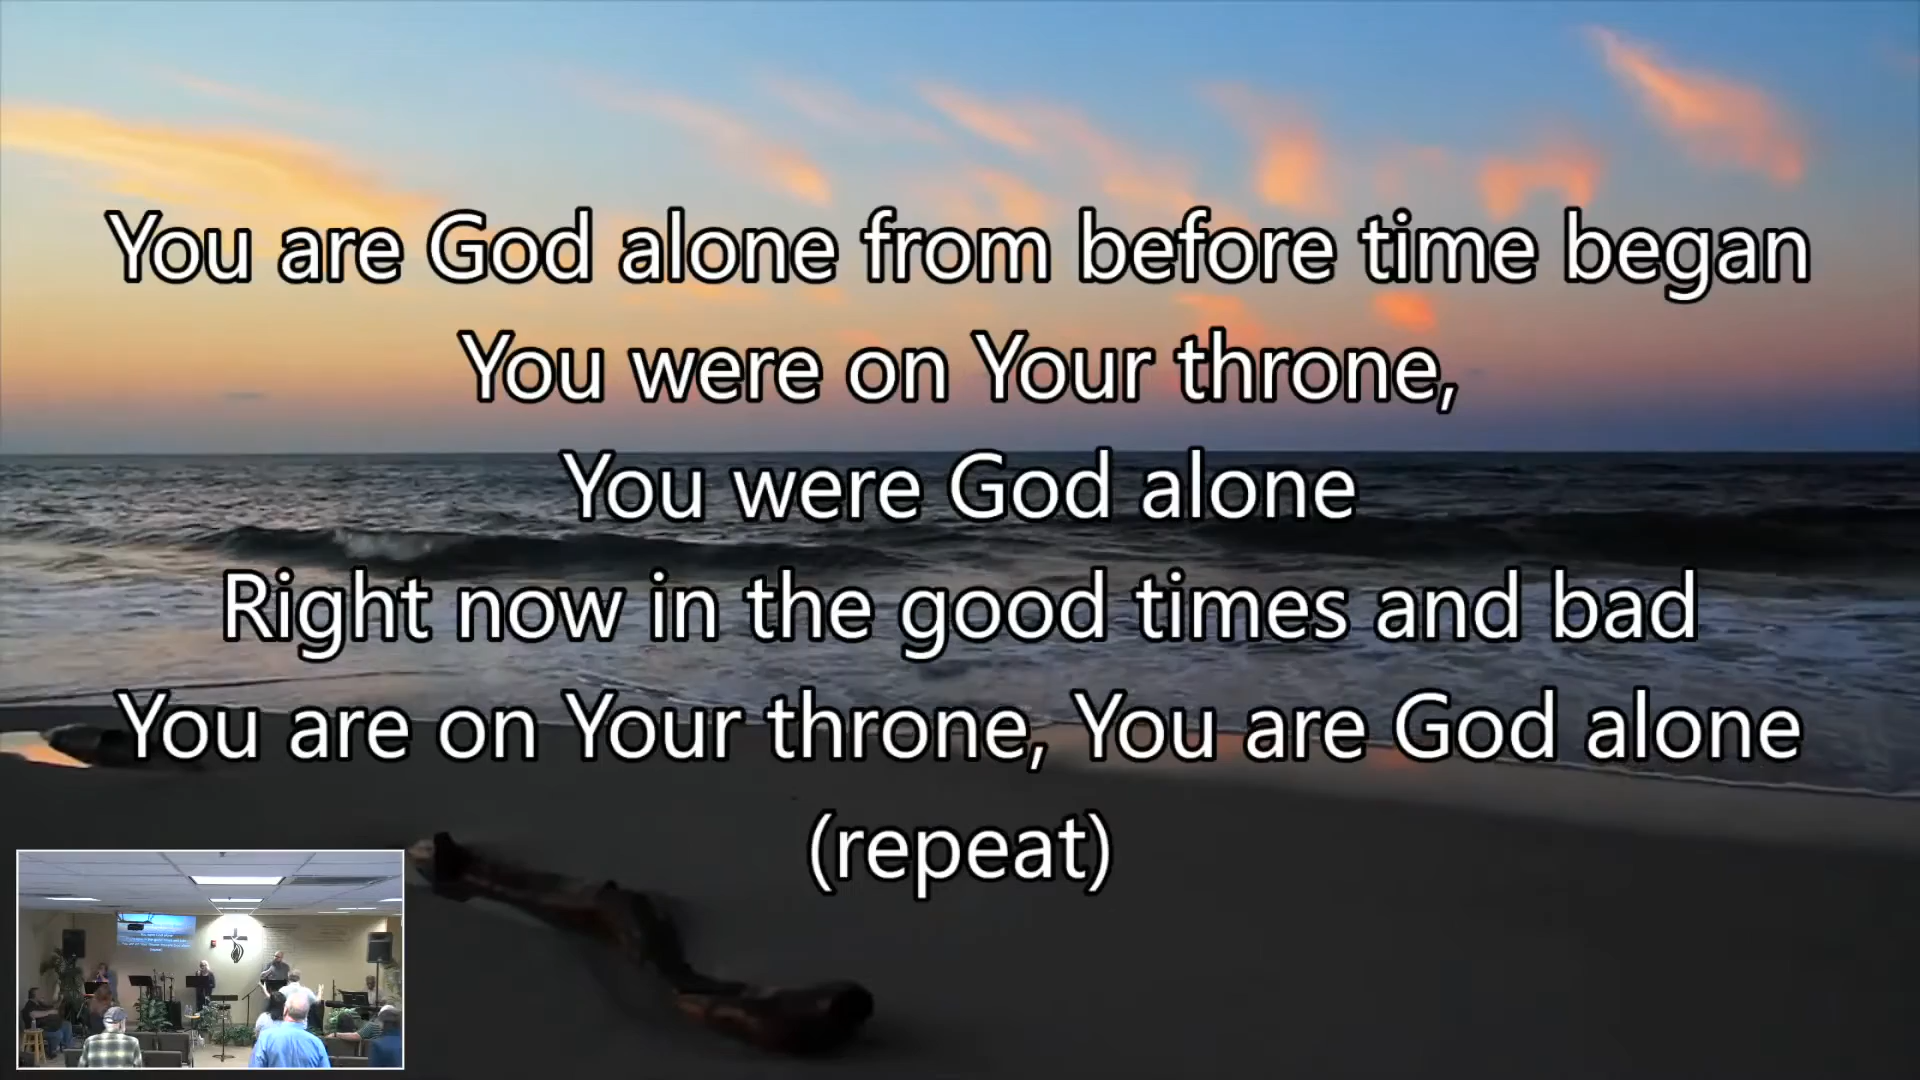 You are God alone from before time began
You were on Your throne,
You were God alone
Right now in the good times and bad
You are on Your throne, You are God alone
(repeat)